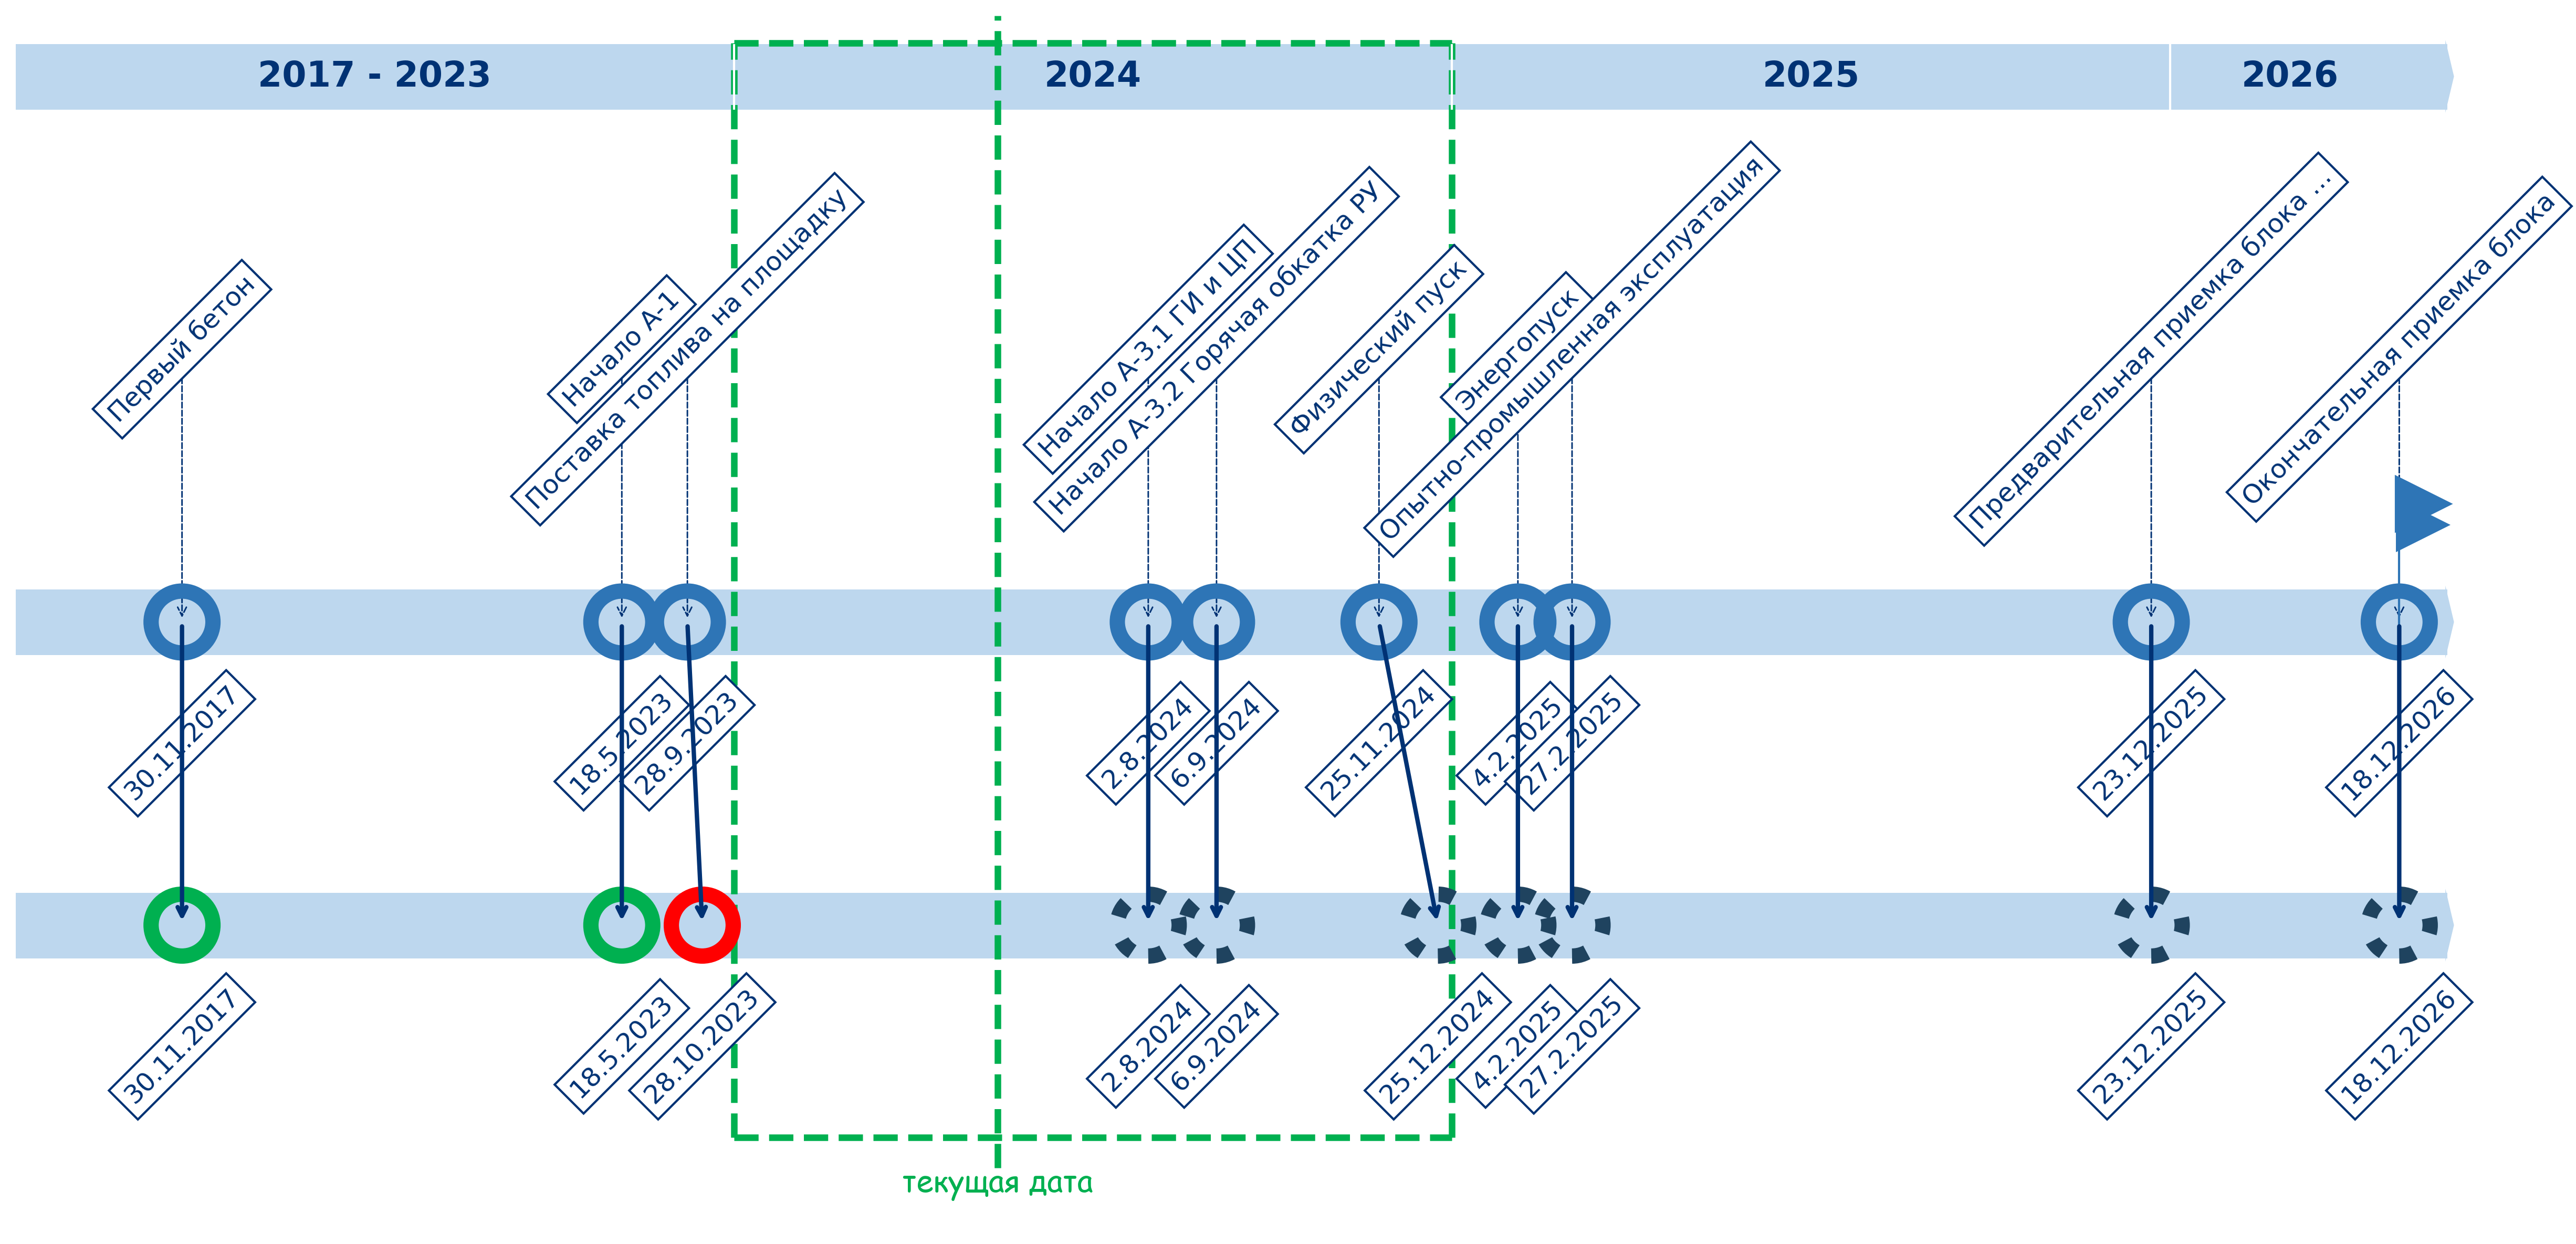 2017 - 2023
2024
2025
2026
Первый бетон
Начало А-1
Поставка топлива на площадку
Начало А-3.1 ГИ и ЦП
Начало А-3.2 Горячая обкатка РУ
Физический пуск
Энергопуск
Опытно-промышленная эксплуатация
Предварительная приемка блока ...
Окончательная приемка блока
30.11.2017
18.5.2023
28.9.2023
2.8.2024
6.9.2024
25.11.2024
4.2.2025
27.2.2025
23.12.2025
18.12.2026
30.11.2017
18.5.2023
28.10.2023
2.8.2024
6.9.2024
25.12.2024
4.2.2025
27.2.2025
23.12.2025
18.12.2026
текущая дата